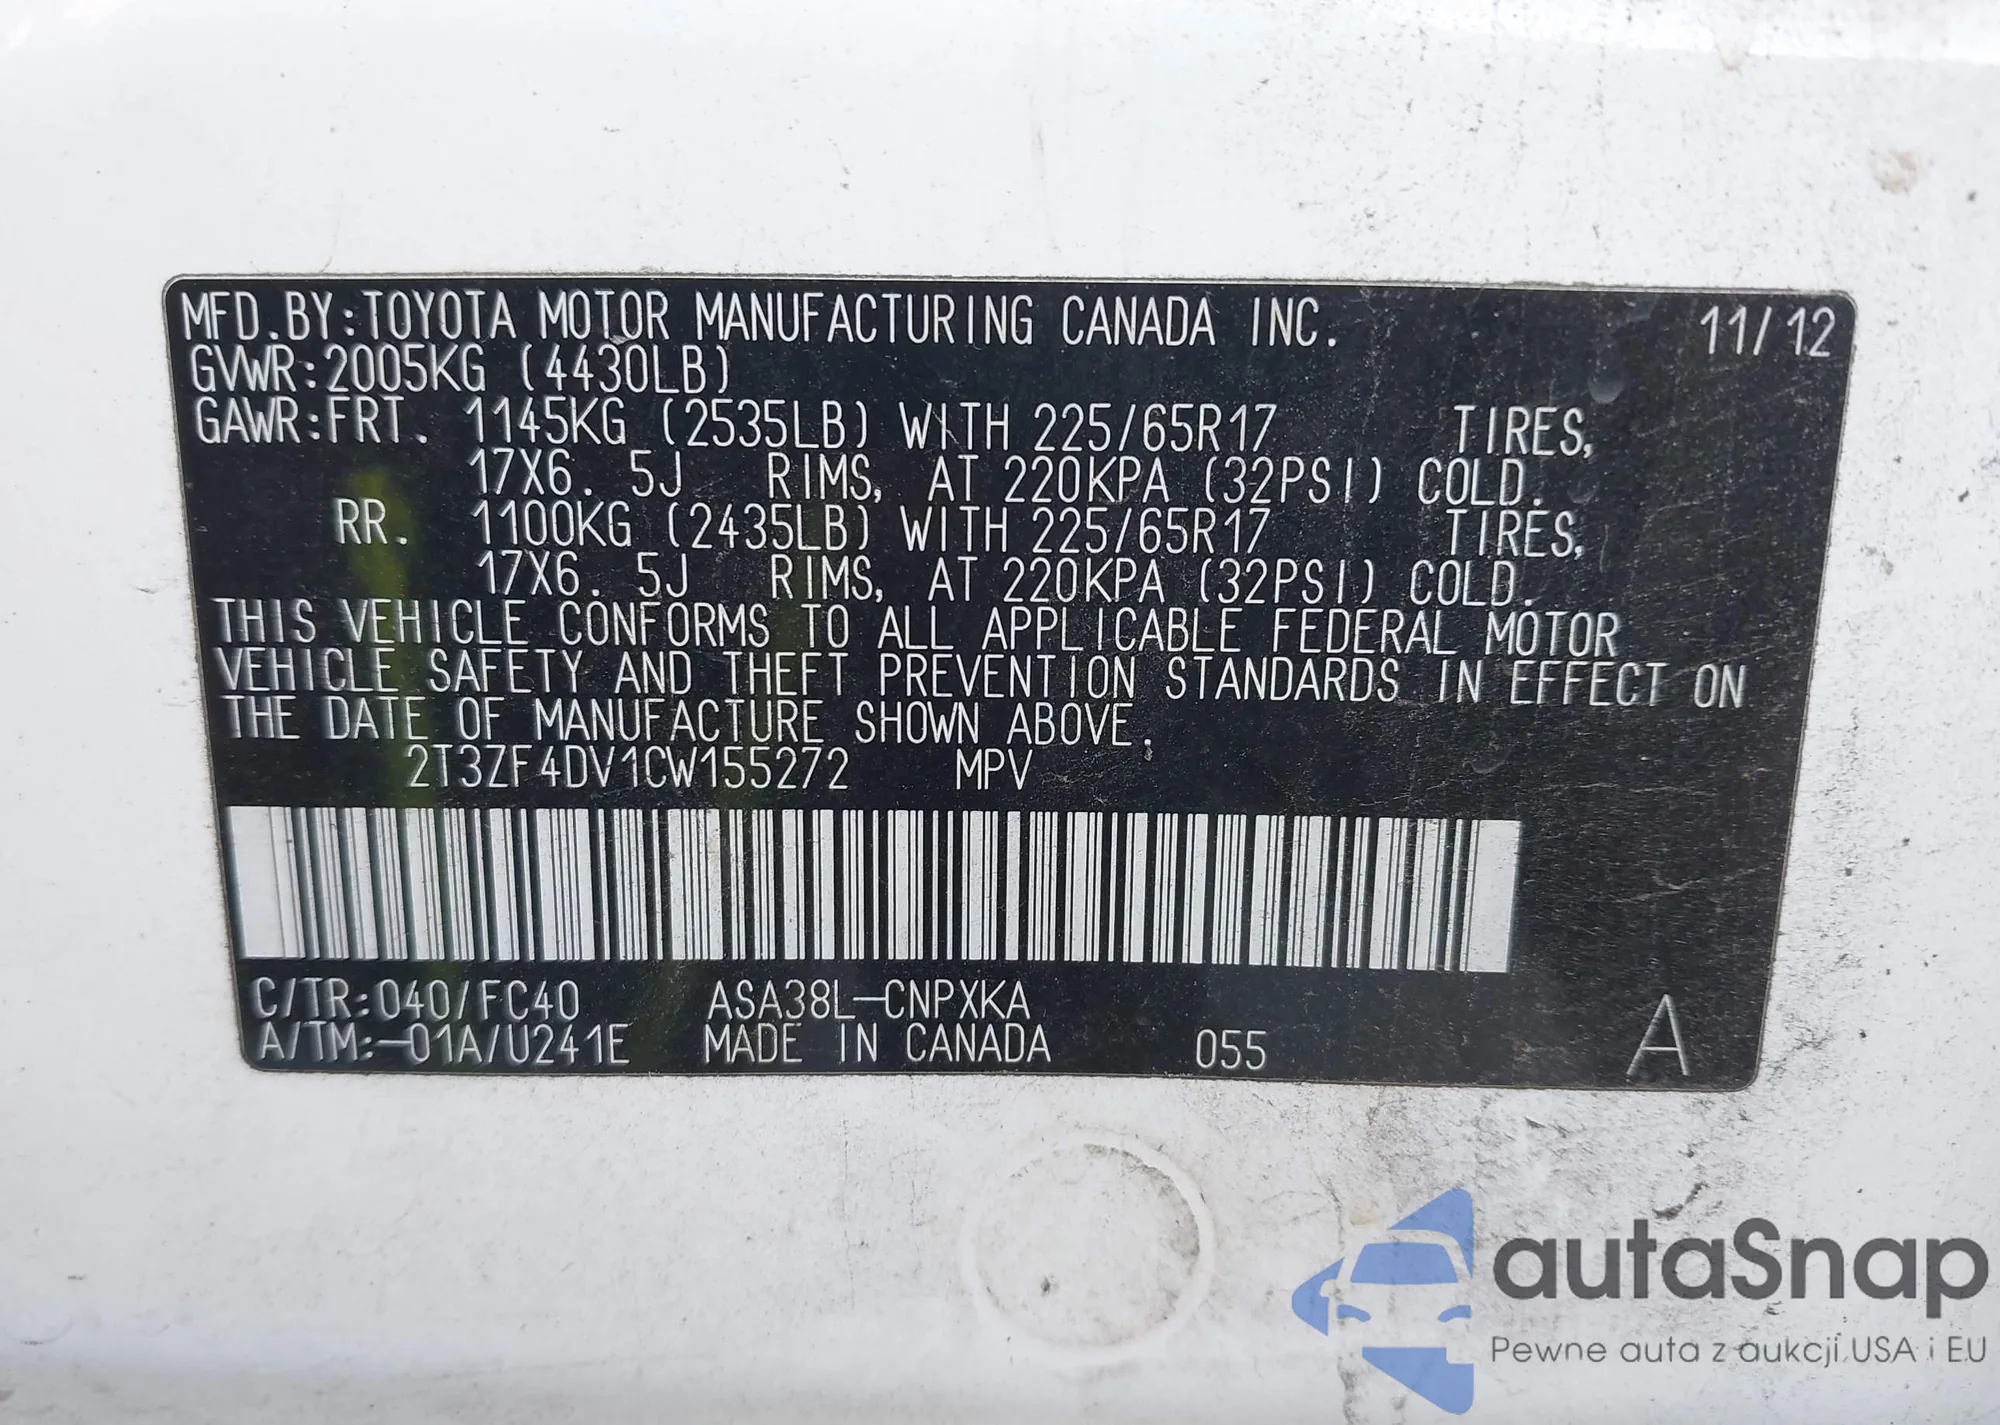 MFD.BY:TOYOTA MOTOR MANUFACTURING CANADA INC. 11/12
GVWR:2005KG (4430LB)
GAWR:FRT. 1145KG (2535LB) WITH 225/65R17 TIRES,
17X6.5J RIMS, AT 220KPA (32PSI) COLD.
RR. 1100KG (2435LB) WITH 225/65R17 TIRES,
17X6.5J RIMS, AT 220KPA (32PSI) COLD.
THIS VEHICLE CONFORMS TO ALL APPLICABLE FEDERAL MOTOR
VEHICLE SAFETY AND THEFT PREVENTION STANDARDS IN EFFECT ON
THE DATE OF MANUFACTURE SHOWN ABOVE.
2T3ZF4DV1CW155272 MPV
C/TR:040/FC40 ASA38L-CNPXKA
A/TM:-01A/U241E MADE IN CANADA 055 A
autaSnap
Pewne auta z aukcji USA i EU